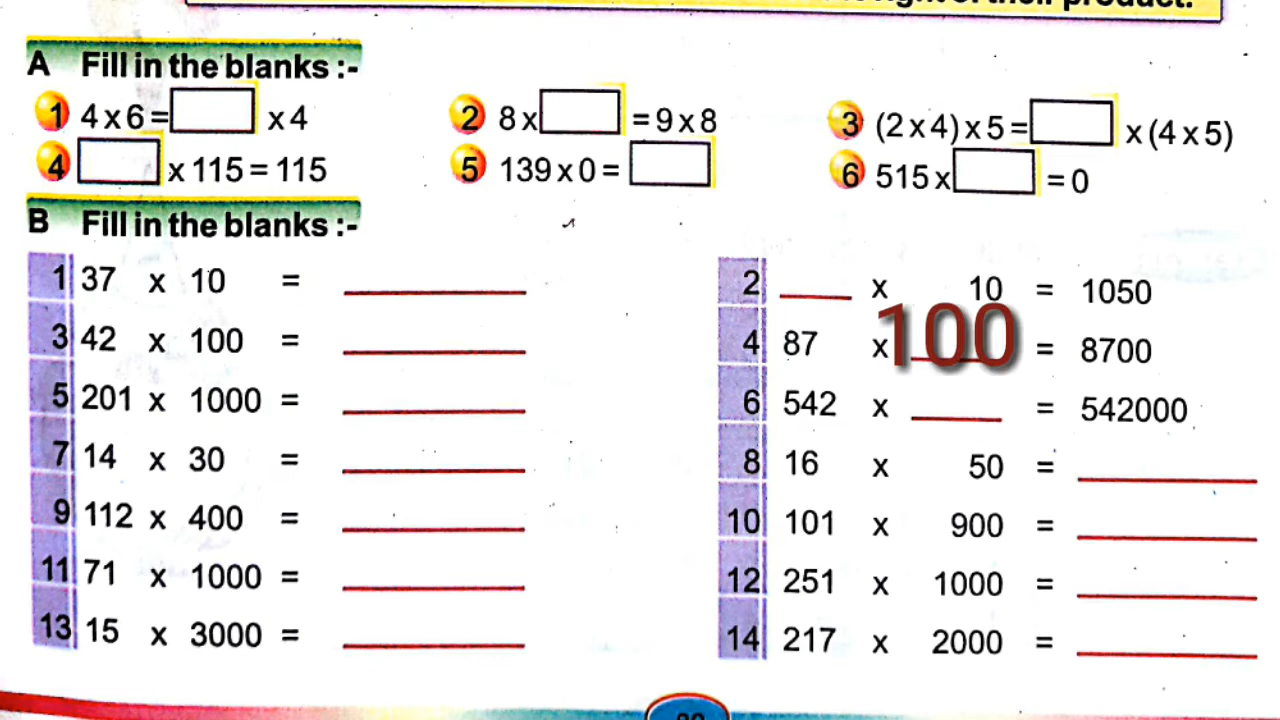 their product.
A Fill in the blanks :-
1 4 x 6 = x 4 2 8 x = 9 x 8 3 (2 x 4) x 5 = x (4 x 5)
4 x 115 = 115 5 139 x 0 = 6 515 x = 0
B Fill in the blanks :-
1 37 x 10 = 2 x 10 = 1050
3 42 x 100 = 4 87 x 100 = 8700
5 201 x 1000 = 6 542 x = 542000
7 14 x 30 = 8 16 x 50 =
9 112 x 400 = 10 101 x 900 =
11 71 x 1000 = 12 251 x 1000 =
13 15 x 3000 = 14 217 x 2000 =